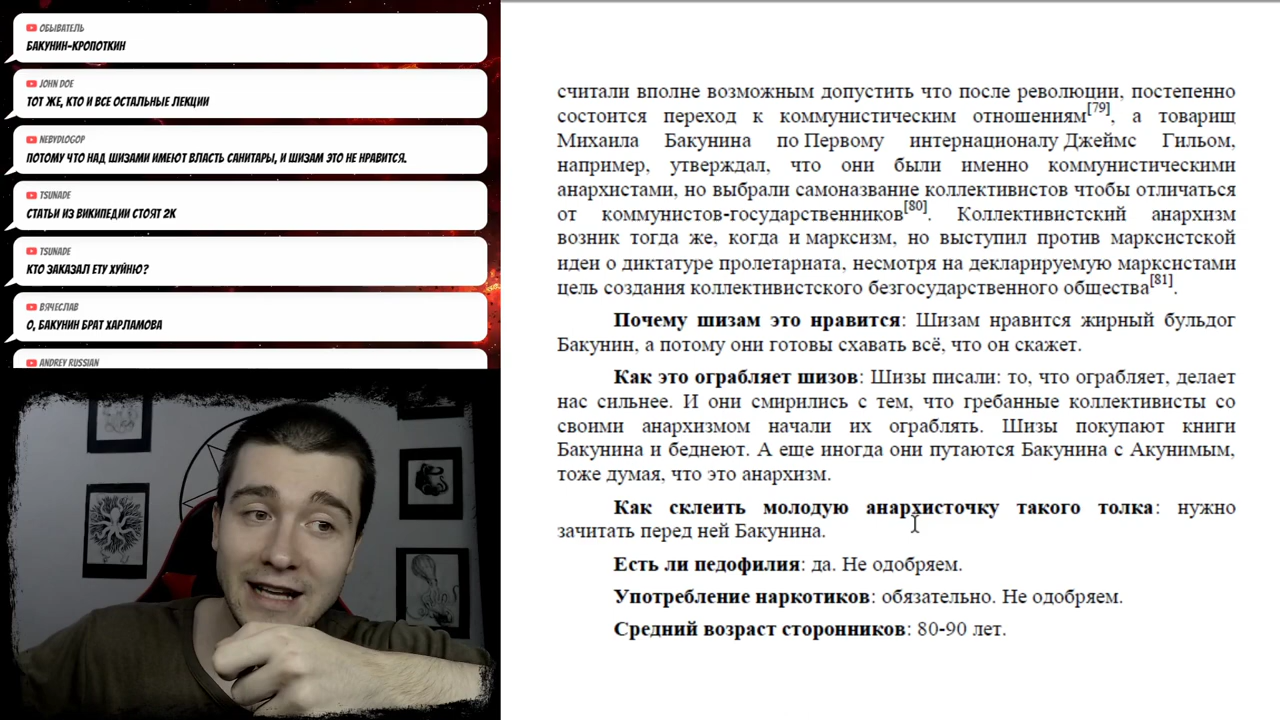 ОБЫВАТЕЛЬ
БАКУНИН-КРОПОТКИН
JOHN DOE
ТОТ ЖЕ, КТО И ВСЕ ОСТАЛЬНЫЕ ЛЕКЦИИ
NEBYDLOGOP
ПОТОМУ ЧТО НАД ШИЗАМИ ИМЕЮТ ВЛАСТЬ САНИТАРЫ, И ШИЗАМ ЭТО НЕ НРАВИТСЯ.
TSUNADE
СТАТЬИ ИЗ ВИКИПЕДИИ СТОЯТ 2К
TSUNADE
КТО ЗАКАЗАЛ ЕТУ ХУЙНЮ?
ВЯЧЕСЛАВ
О, БАКУНИН БРАТ ХАРЛАМОВА
ANDREY RUSSIAN
считали вполне возможным допустить что после революции, постепенно
состоится переход к коммунистическим отношениям[79], а товарищ
Михаила Бакунина по Первому интернационалу Джеймс Гильом,
например, утверждал, что они были именно коммунистическими
анархистами, но выбрали самоназвание коллективистов чтобы отличаться
от коммунистов-государственников[80]. Коллективистский анархизм
возник тогда же, когда и марксизм, но выступил против марксистской
идеи о диктатуре пролетариата, несмотря на декларируемую марксистами
цель создания коллективистского безгосударственного общества[81].
Почему шизам это нравится: Шизам нравится жирный бульдог
Бакунин, а потому они готовы схавать всё, что он скажет.
Как это ограбляет шизов: Шизы писали: то, что ограбляет, делает
нас сильнее. И они смирились с тем, что гребанные коллективисты со
своими анархизмом начали их ограблять. Шизы покупают книги
Бакунина и беднеют. А еще иногда они путаются Бакунина с Акунимым,
тоже думая, что это анархизм.
Как склеить молодую анархисточку такого толка: нужно
зачитать перед ней Бакунина.
Есть ли педофилия: да. Не одобряем.
Употребление наркотиков: обязательно. Не одобряем.
Средний возраст сторонников: 80-90 лет.